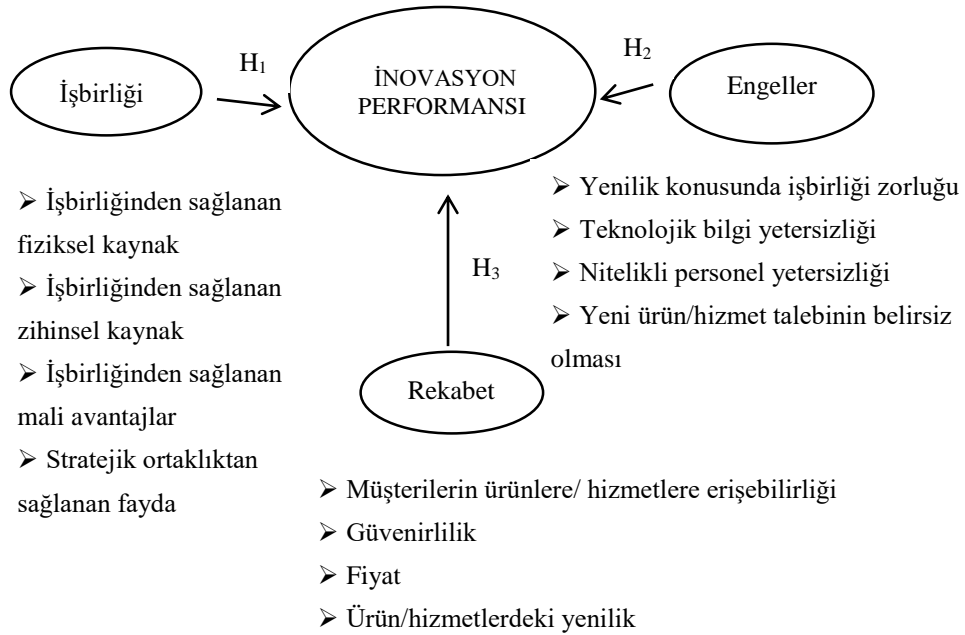 H1
H2
İşbirliği
İNOVASYON
PERFORMANSI
Engeller
➢ İşbirliğinden sağlanan
fiziksel kaynak
➢ İşbirliğinden sağlanan
zihinsel kaynak
➢ İşbirliğinden sağlanan
mali avantajlar
➢ Stratejik ortaklıktan
sağlanan fayda
➢ Yenilik konusunda işbirliği zorluğu
➢ Teknolojik bilgi yetersizliği
➢ Nitelikli personel yetersizliği
➢ Yeni ürün/hizmet talebinin belirsiz
olması
H3
Rekabet
➢ Müşterilerin ürünlere/ hizmetlere erişebilirliği
➢ Güvenirlilik
➢ Fiyat
➢ Ürün/hizmetlerdeki yenilik